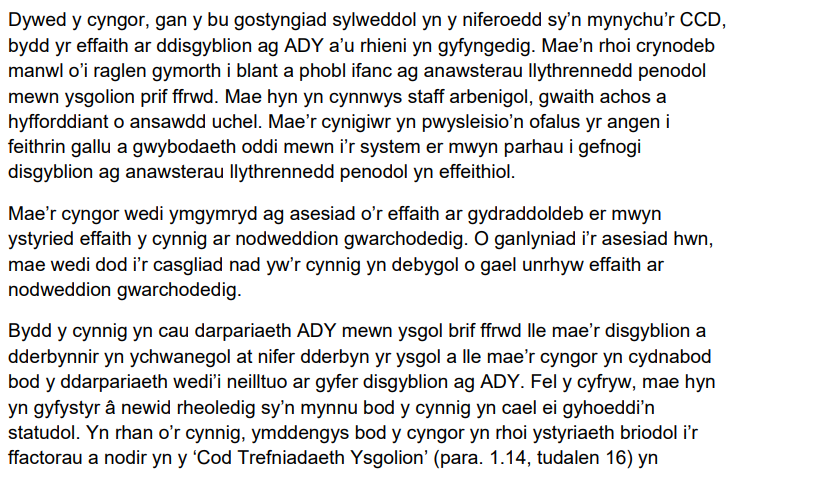 Dywed y cyngor, gan y bu gostyngiad sylweddol yn y niferoedd sy’n mynychu’r CCD,
bydd yr effaith ar ddisgyblion ag ADY a’u rhieni yn gyfyngedig. Mae’n rhoi crynodeb
manwl o’i raglen gymorth i blant a phobl ifanc ag anawsterau llythrennedd penodol
mewn ysgolion prif ffrwd. Mae hyn yn cynnwys staff arbenigol, gwaith achos a
hyfforddiant o ansawdd uchel. Mae’r cynigiwr yn pwysleisio’n ofalus yr angen i
feithrin gallu a gwybodaeth oddi mewn i’r system er mwyn parhau i gefnogi
disgyblion ag anawsterau llythrennedd penodol yn effeithiol.
Mae’r cyngor wedi ymgymryd ag asesiad o’r effaith ar gydraddoldeb er mwyn
ystyried effaith y cynnig ar nodweddion gwarchodedig. O ganlyniad i’r asesiad hwn,
mae wedi dod i’r casgliad nad yw’r cynnig yn debygol o gael unrhyw effaith ar
nodweddion gwarchodedig.
Bydd y cynnig yn cau darpariaeth ADY mewn ysgol brif ffrwd lle mae’r disgyblion a
dderbynnir yn ychwanegol at nifer dderbyn yr ysgol a lle mae’r cyngor yn cydnabod
bod y ddarpariaeth wedi’i neilltuo ar gyfer disgyblion ag ADY. Fel y cyfryw, mae hyn
yn gyfystyr â newid rheoledig sy’n mynnu bod y cynnig yn cael ei gyhoeddi’n
statudol. Yn rhan o’r cynnig, ymddengys bod y cyngor yn rhoi ystyriaeth briodol i’r
ffactorau a nodir yn y ‘Cod Trefniadaeth Ysgolion’ (para. 1.14, tudalen 16) yn